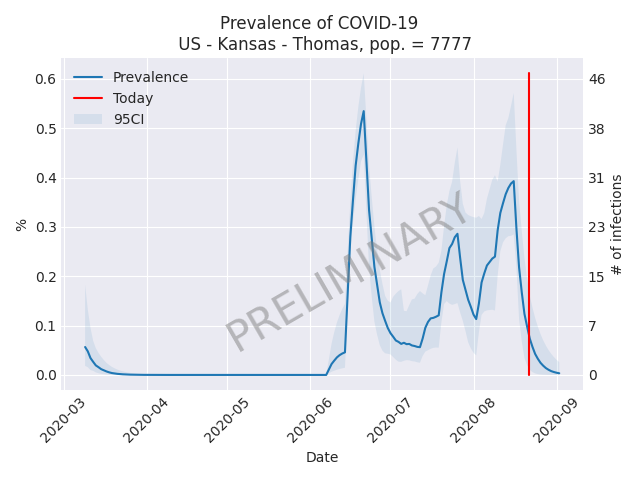 Prevalence of COVID-19
US - Kansas - Thomas, pop. = 7777
Prevalence
Today
95CI
PRELIMINARY
%
0.6
0.5
0.4
0.3
0.2
0.1
0.0
# of infections
46
38
31
23
15
7
0
2020-03
2020-04
2020-05
2020-06
2020-07
2020-08
2020-09
Date